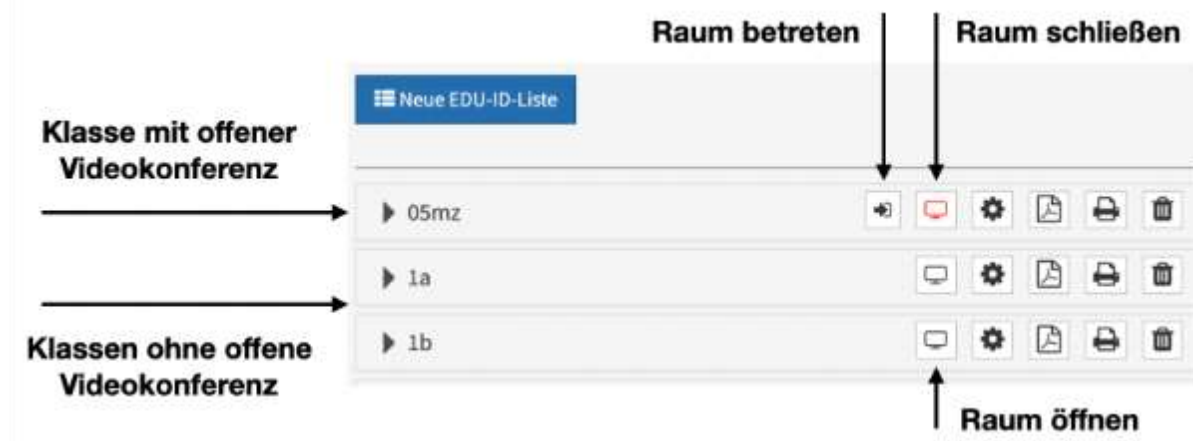 Raum betreten
Raum schließen
Neue EDU-ID-Liste
Klasse mit offener
Videokonferenz
05mz
1a
1b
Klassen ohne offene
Videokonferenz
Raum öffnen